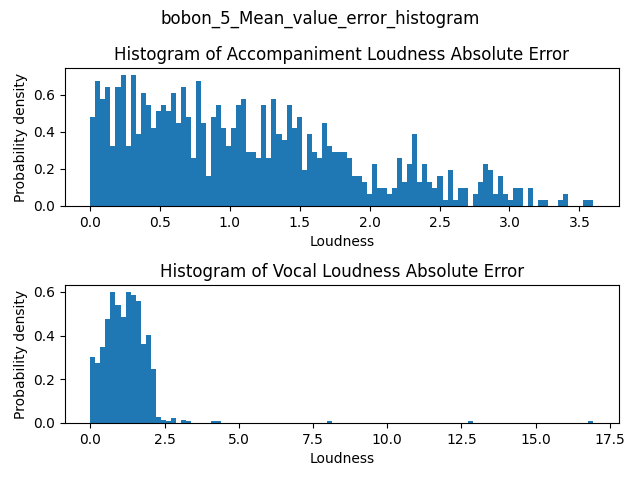 bobon_5_Mean_value_error_histogram
Histogram of Accompaniment Loudness Absolute Error
Probability density
0.6
0.4
0.2
0.0
0.0 0.5 1.0 1.5 2.0 2.5 3.0 3.5
Loudness
Histogram of Vocal Loudness Absolute Error
Probability density
0.6
0.4
0.2
0.0
0.0 2.5 5.0 7.5 10.0 12.5 15.0 17.5
Loudness